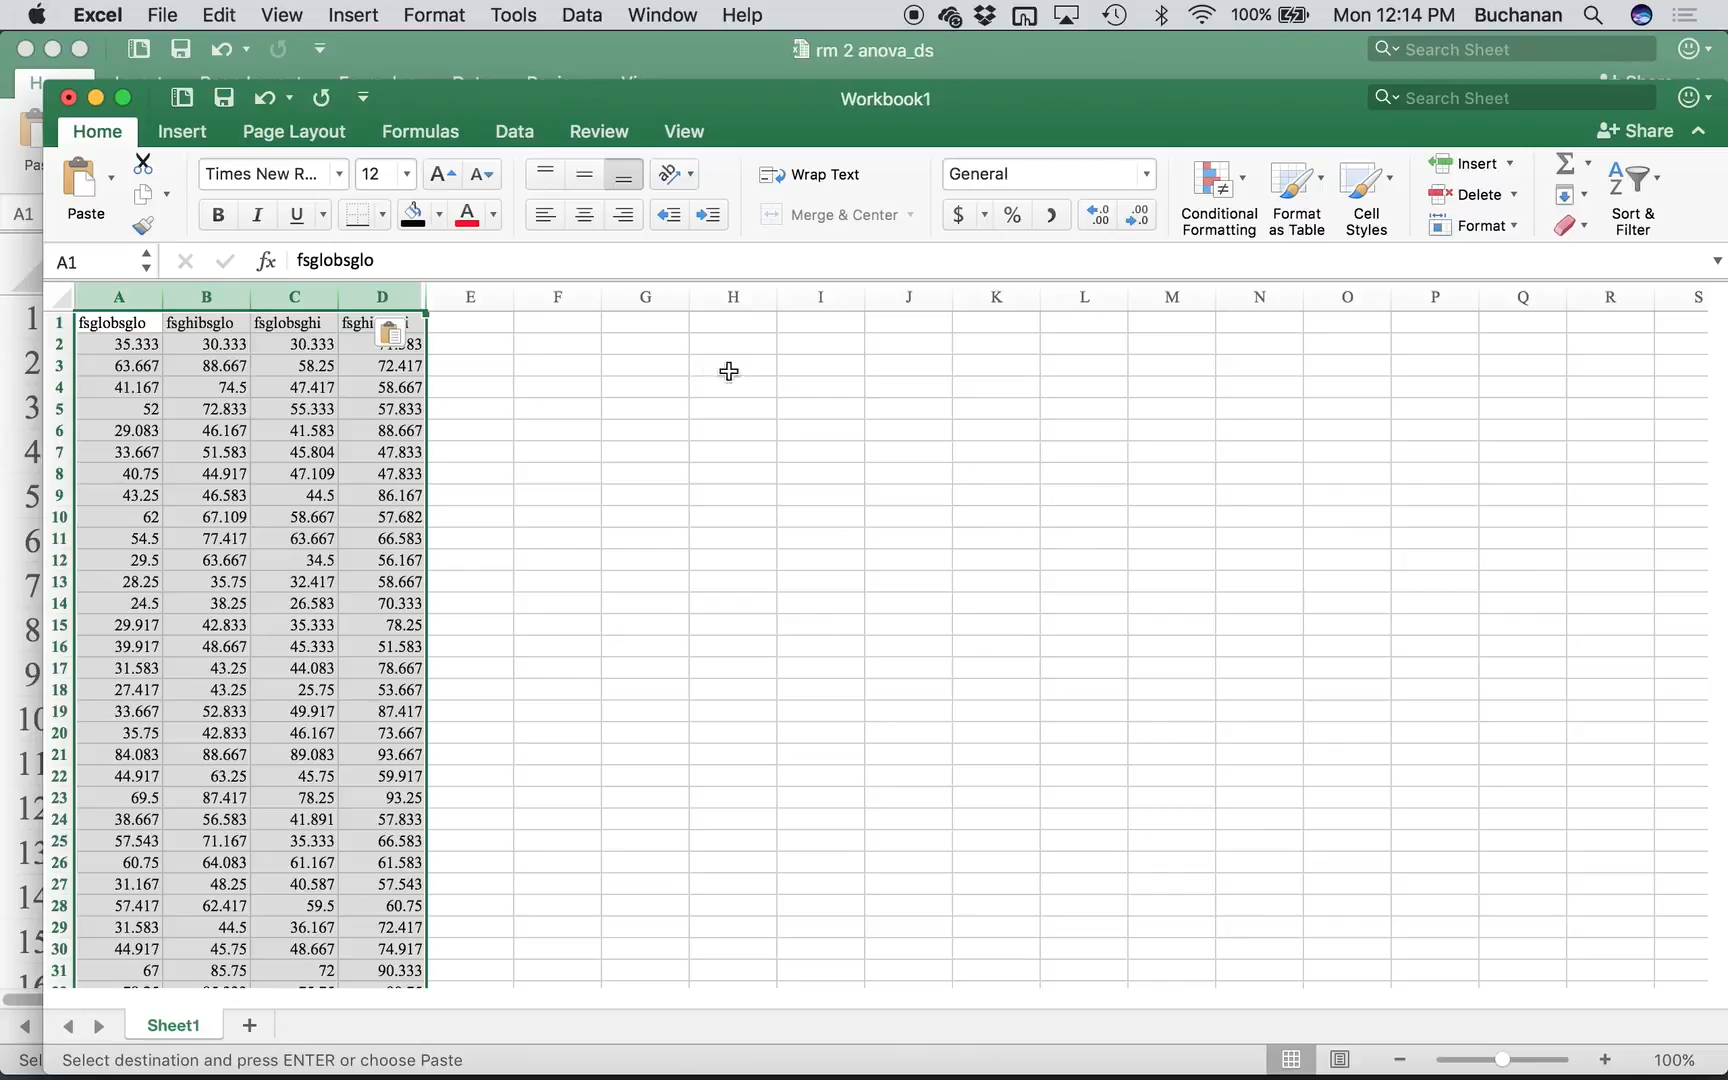 Excel File Edit View Insert Format Tools Data Window Help 100% Mon 12:14 PM Buchanan
rm 2 anova_ds Search Sheet
Workbook1 Search Sheet
Home Insert Page Layout Formulas Data Review View Share
Paste Times New R... 12 Wrap Text General Conditional Formatting Format as Table Cell Styles Insert Delete Format Sort & Filter
Merge & Center
A1 fx fsglobsglo
A B C D E F G H I J K L M N O P Q R S
1 fsglobsglo fsghibsglo fsglobsghi
2 35.333 30.333 30.333
3 63.667 88.667 58.25 72.417
4 41.167 74.5 47.417 58.667
5 52 72.833 55.333 57.833
6 29.083 46.167 41.583 88.667
7 33.667 51.583 45.804 47.833
8 40.75 44.917 47.109 47.833
9 43.25 46.583 44.5 86.167
10 62 67.109 58.667 57.682
11 54.5 77.417 63.667 66.583
12 29.5 63.667 34.5 56.167
13 28.25 35.75 32.417 58.667
14 24.5 38.25 26.583 70.333
15 29.917 42.833 35.333 78.25
16 39.917 48.667 45.333 51.583
17 31.583 43.25 44.083 78.667
18 27.417 43.25 25.75 53.667
19 33.667 52.833 49.917 87.417
20 35.75 42.833 46.167 73.667
21 84.083 88.667 89.083 93.667
22 44.917 63.25 45.75 59.917
23 69.5 87.417 78.25 93.25
24 38.667 56.583 41.891 57.833
25 57.543 71.167 35.333 66.583
26 60.75 64.083 61.167 61.583
27 31.167 48.25 40.587 57.543
28 57.417 62.417 59.5 60.75
29 31.583 44.5 36.167 72.417
30 44.917 45.75 48.667 74.917
31 67 85.75 72 90.333
Sheet1
Select destination and press ENTER or choose Paste 100%